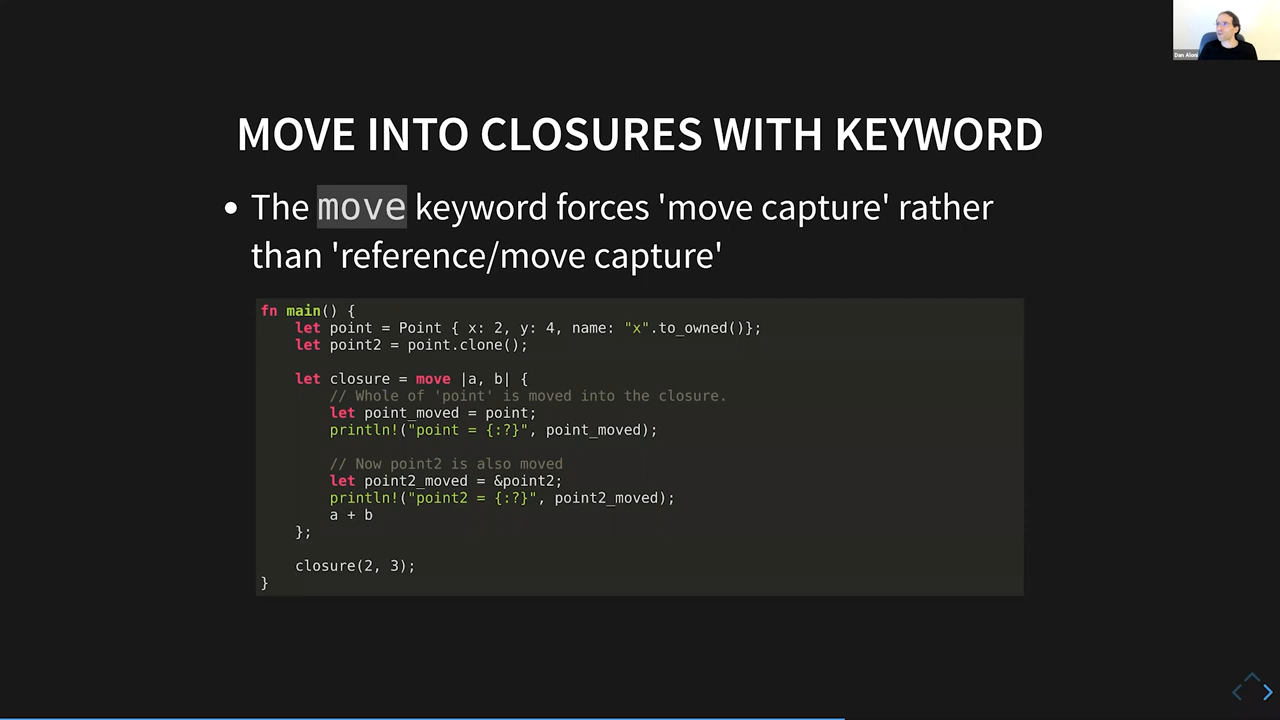 Dan Aloni
MOVE INTO CLOSURES WITH KEYWORD
• The move keyword forces 'move capture' rather
than 'reference/move capture'
fn main() {
    let point = Point { x: 2, y: 4, name: "x".to_owned()};
    let point2 = point.clone();
    let closure = move |a, b| {
        // Whole of 'point' is moved into the closure.
        let point_moved = point;
        println!("point = {:?}", point_moved);
        // Now point2 is also moved
        let point2_moved = &point2;
        println!("point2 = {:?}", point2_moved);
        a + b
    };
    closure(2, 3);
}